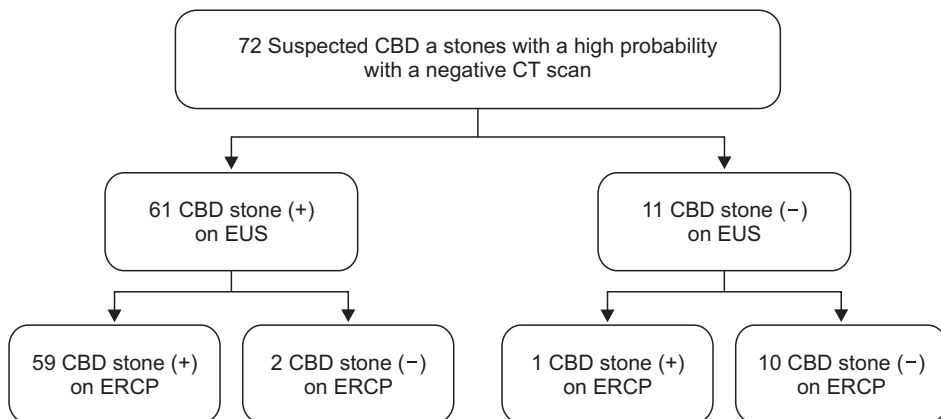 72 Suspected CBD a stones with a high probability
with a negative CT scan
61 CBD stone (+)
on EUS
11 CBD stone (−)
on EUS
59 CBD stone (+)
on ERCP
2 CBD stone (−)
on ERCP
1 CBD stone (+)
on ERCP
10 CBD stone (−)
on ERCP